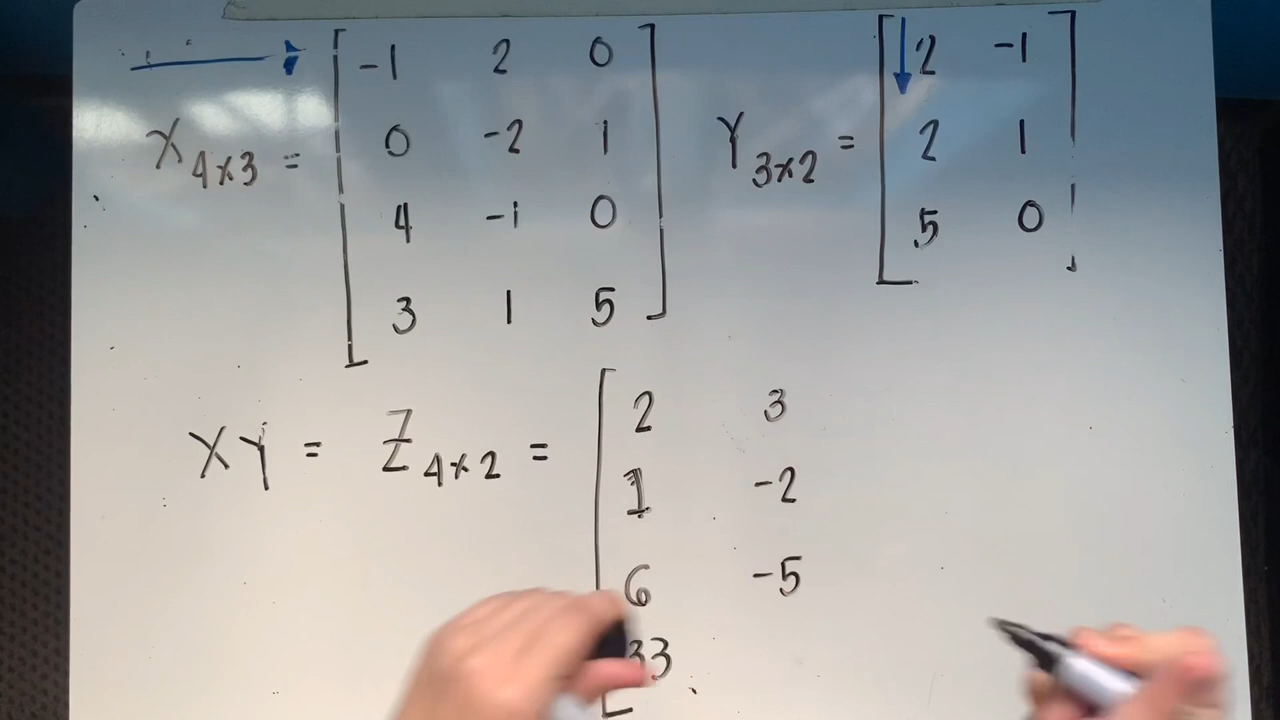 X4x3 = [ -1 2 0
0 -2 1
4 -1 0
3 1 5 ]
Y3x2 = [ 2 -1
2 1
5 0 ]
XY = Z4x2 = [ 2 3
1 -2
6 -5
33